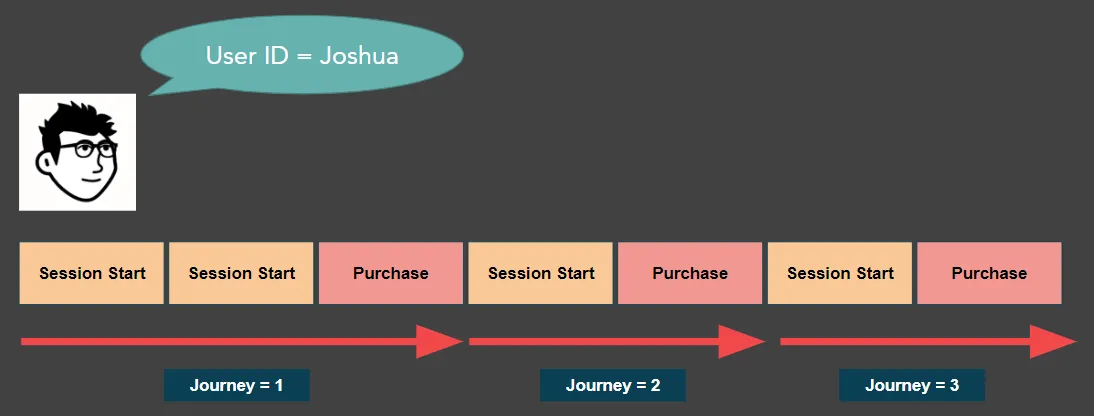 User ID = Joshua
Session Start
Session Start
Purchase
Session Start
Purchase
Session Start
Purchase
Journey = 1
Journey = 2
Journey = 3